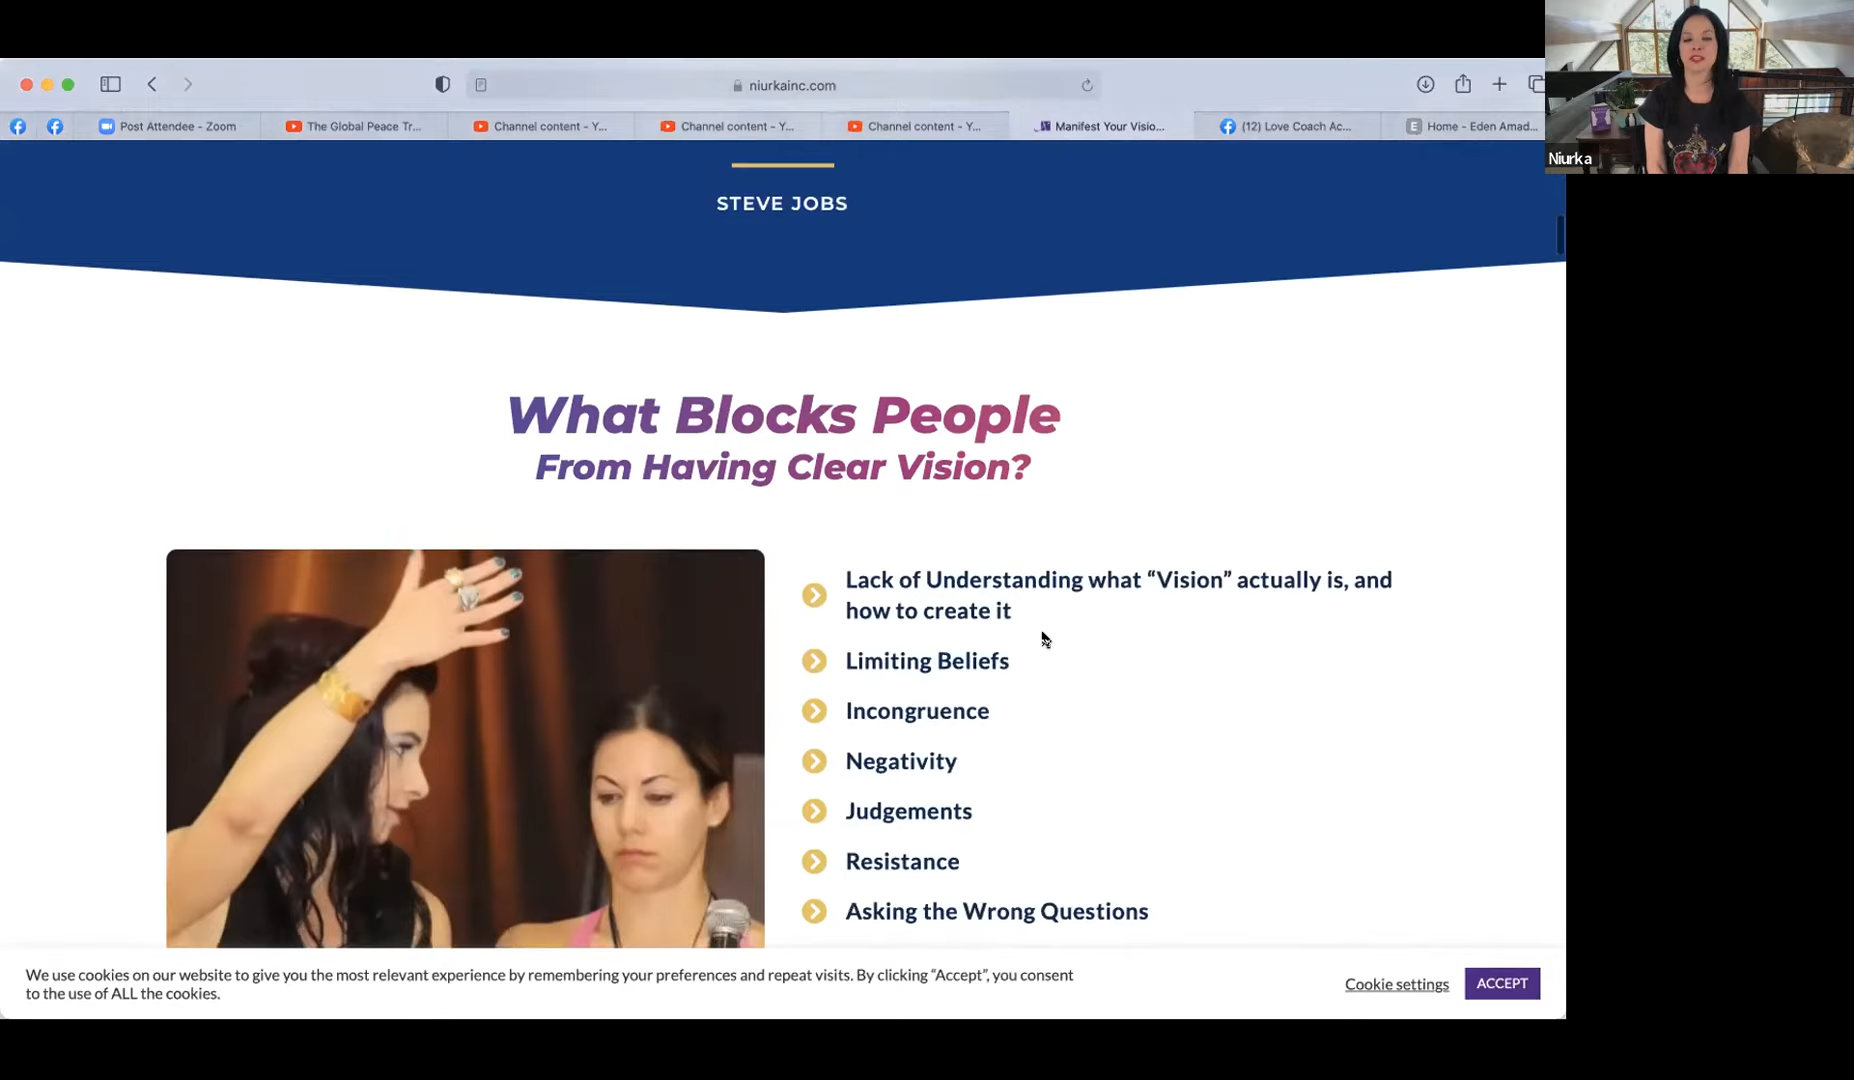 niurkainc.com
Post Attendee - Zoom
The Global Peace Tr...
Channel content - Y...
Channel content - Y...
Channel content - Y...
Manifest Your Visio...
(12) Love Coach Ac...
E
Home - Eden Amad...
Niurka
STEVE JOBS
What Blocks People
From Having Clear Vision?
Lack of Understanding what “Vision” actually is, and
how to create it
Limiting Beliefs
Incongruence
Negativity
Judgements
Resistance
Asking the Wrong Questions
We use cookies on our website to give you the most relevant experience by remembering your preferences and repeat visits. By clicking “Accept”, you consent
to the use of ALL the cookies.
Cookie settings
ACCEPT